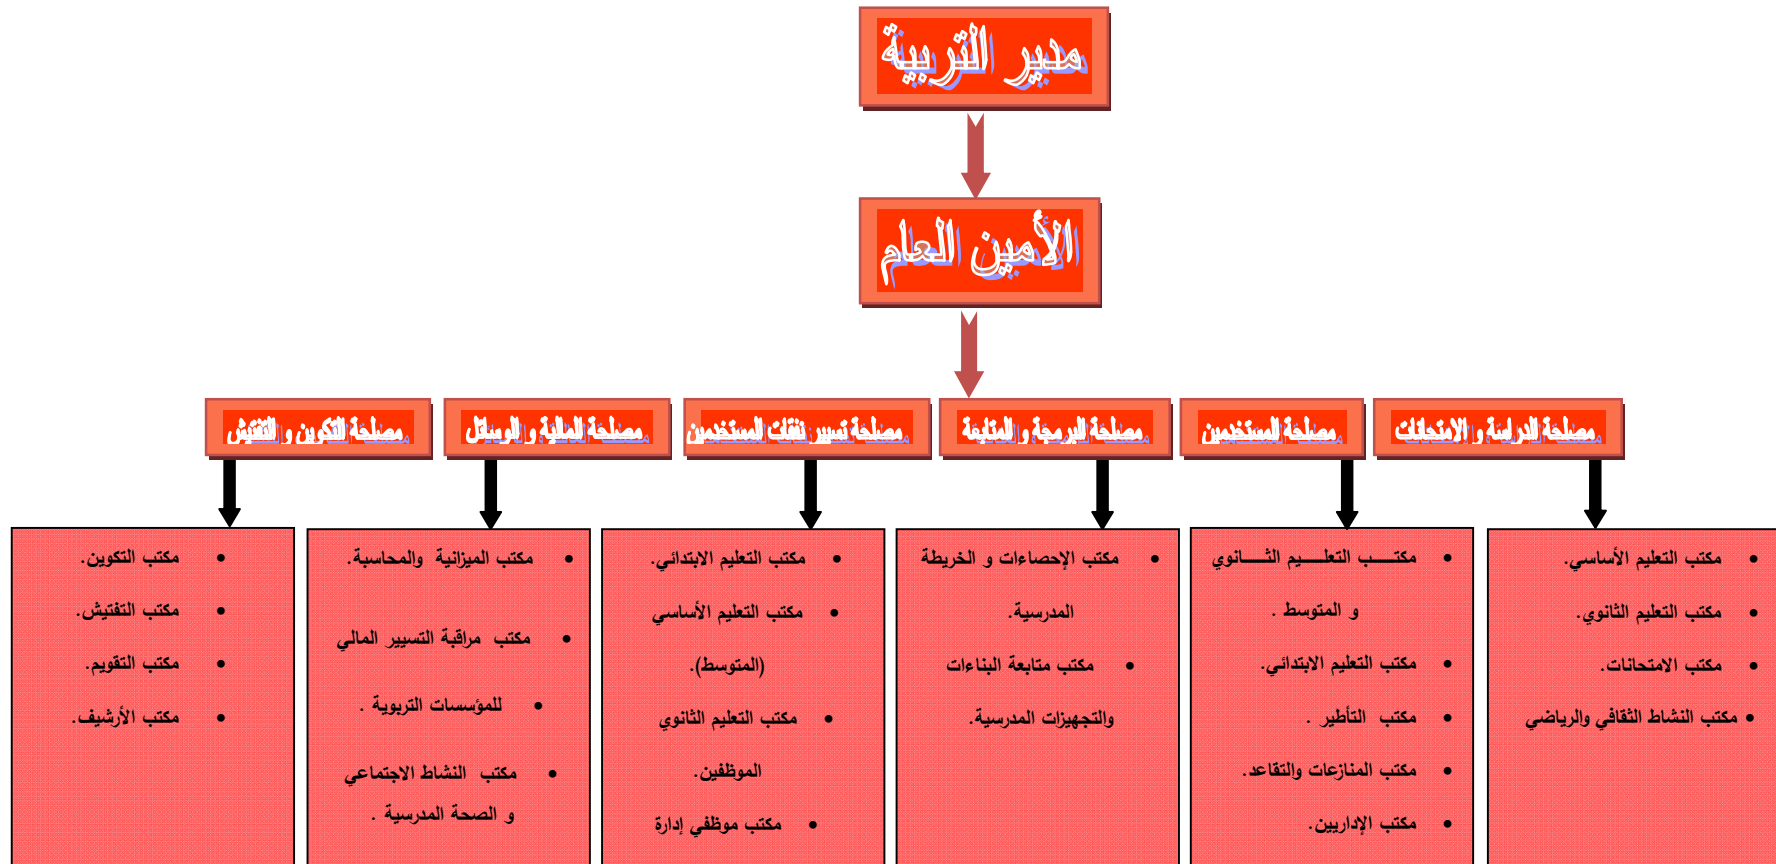 مدير التربية
الأمين العام
مصلحة الدراسة و الامتحانات
مصلحة المستخدمين
مصلحة البرمجة و المتابعة
مصلحة تسيير نفقات المستخدمين
مصلحة المالية و الوسائل
مصلحة التكوين و التفتيش
• مكتب التعليم الأساسي.
• مكتب التعليم الثانوي.
• مكتب الامتحانات.
• مكتب النشاط الثقافي والرياضي
• مكتـــــب التعلـــــيم الثـــــانوي
و المتوسط .
• مكتب التعليم الابتدائي.
• مكتب التأطير .
• مكتب المنازعات والتقاعد.
• مكتب الإداريين.
• مكتب الإحصاءات و الخريطة
المدرسية.
• مكتب متابعة البناءات
والتجهيزات المدرسية.
• مكتب التعليم الابتدائي.
• مكتب التعليم الأساسي
(المتوسط).
• مكتب التعليم الثانوي
الموظفين.
• مكتب موظفي إدارة
• مكتب الميزانية والمحاسبة.
• مكتب مراقبة التسيير المالي
• للمؤسسات التربوية .
• مكتب النشاط الاجتماعي
و الصحة المدرسية .
• مكتب التكوين.
• مكتب التفتيش.
• مكتب التقويم.
• مكتب الأرشيف.